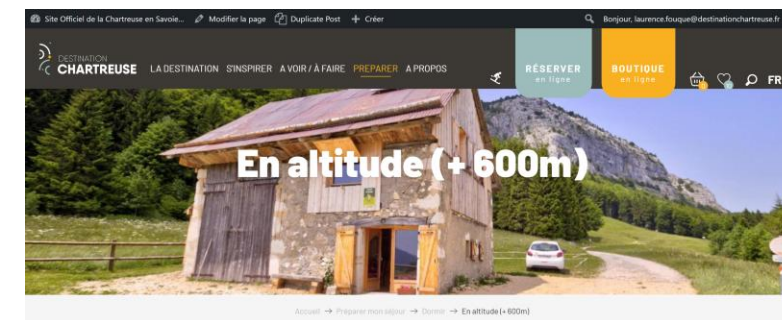 Site Officiel de la Chartreuse en Savoie... Modifier la page Duplicate Post + Créer Bonjour, laurence.fouque@destinationchartreuse.fr
DESTINATION
CHARTREUSE LA DESTINATION S'INSPIRER A VOIR / À FAIRE PREPARER A PROPOS RÉSERVER BOUTIQUE FR
en ligne en ligne
En altitude (+ 600m)
Accueil → Préparer mon séjour → Dormir → En altitude (+ 600m)